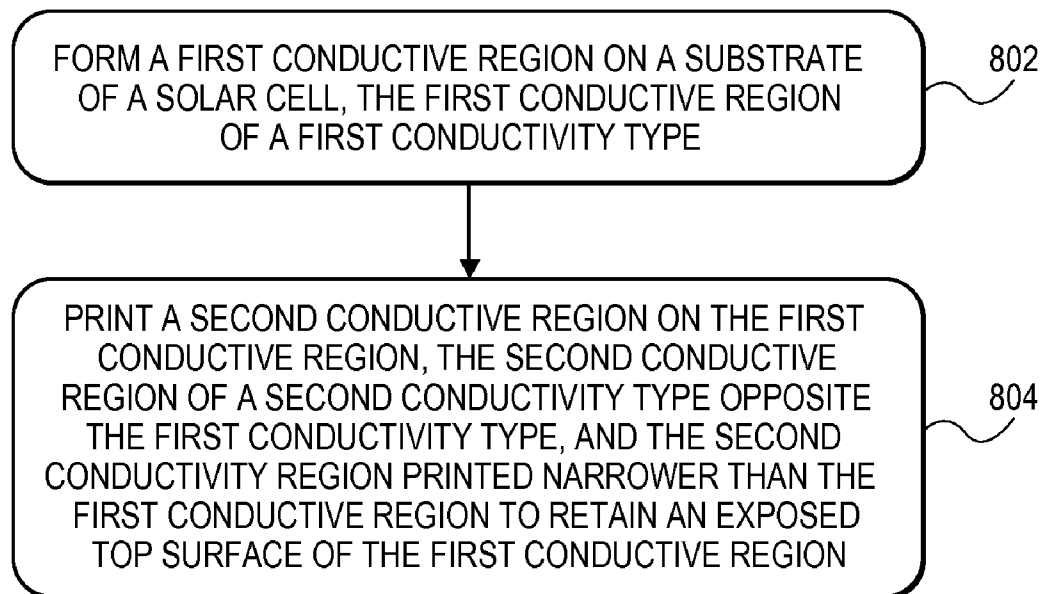 FORM A FIRST CONDUCTIVE REGION ON A SUBSTRATE
OF A SOLAR CELL, THE FIRST CONDUCTIVE REGION
OF A FIRST CONDUCTIVITY TYPE
802
PRINT A SECOND CONDUCTIVE REGION ON THE FIRST
CONDUCTIVE REGION, THE SECOND CONDUCTIVE
REGION OF A SECOND CONDUCTIVITY TYPE OPPOSITE
THE FIRST CONDUCTIVITY TYPE, AND THE SECOND
CONDUCTIVITY REGION PRINTED NARROWER THAN THE
FIRST CONDUCTIVE REGION TO RETAIN AN EXPOSED
TOP SURFACE OF THE FIRST CONDUCTIVE REGION
804